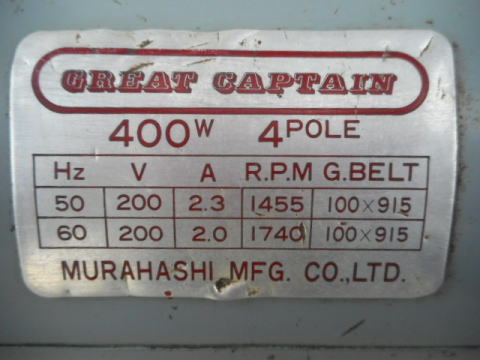 GREAT CAPTAIN
400W 4POLE
Hz V A R.P.M G.BELT
50 200 2.3 1455 100×915
60 200 2.0 1740 100×915
MURAHASHI MFG. CO.,LTD.